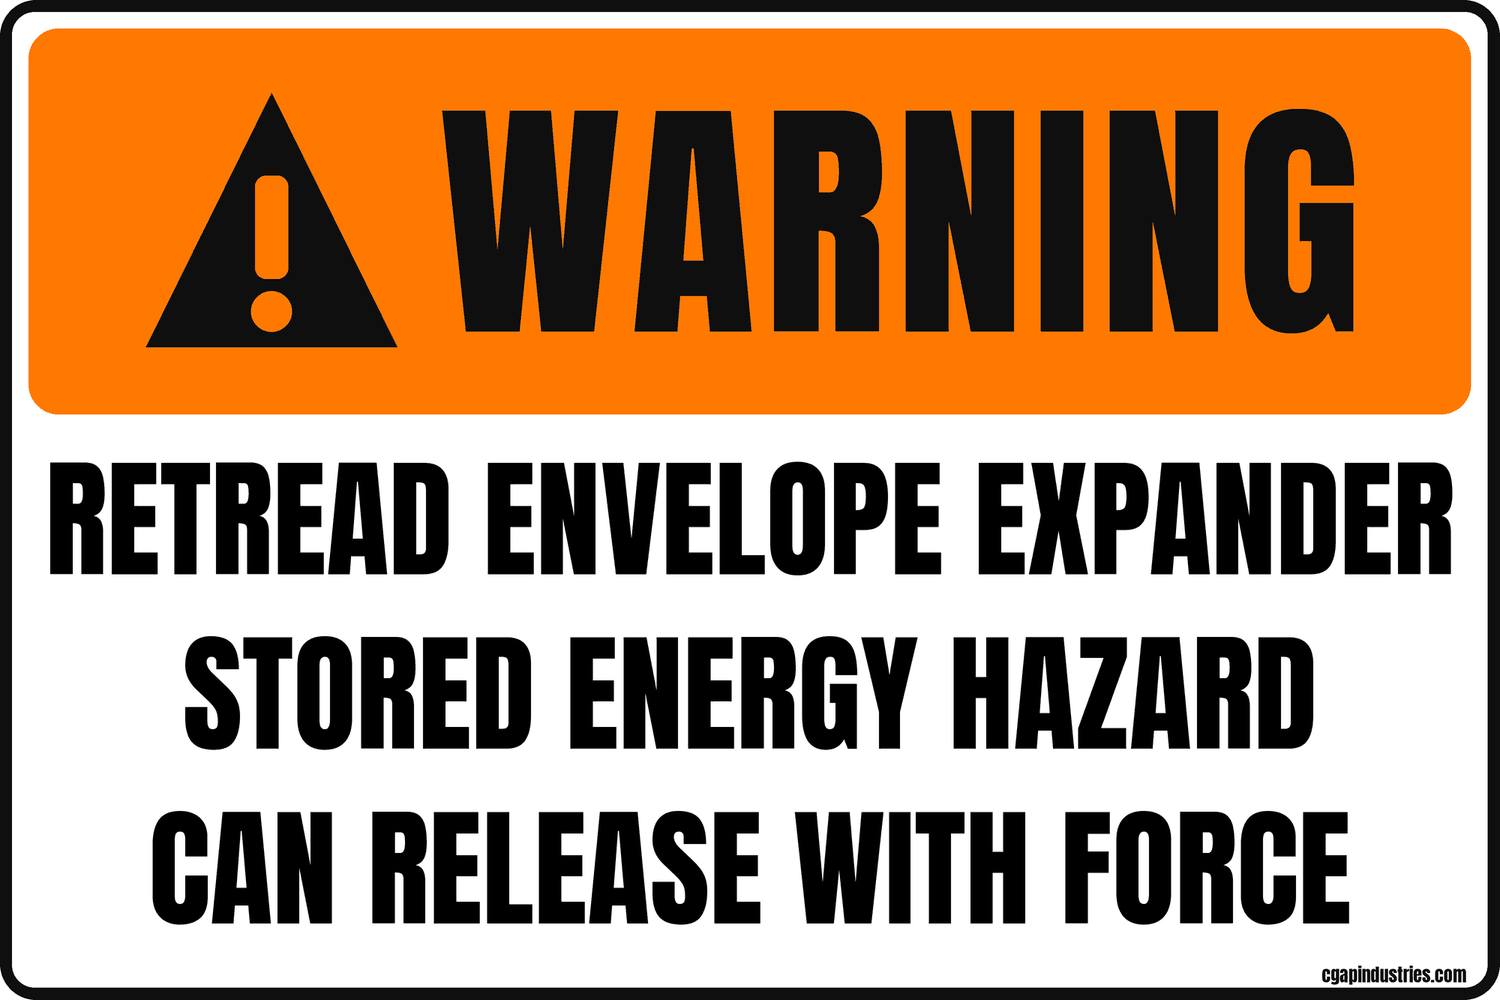 WARNING
RETREAD ENVELOPE EXPANDER
STORED ENERGY HAZARD
CAN RELEASE WITH FORCE
cgapindustries.com